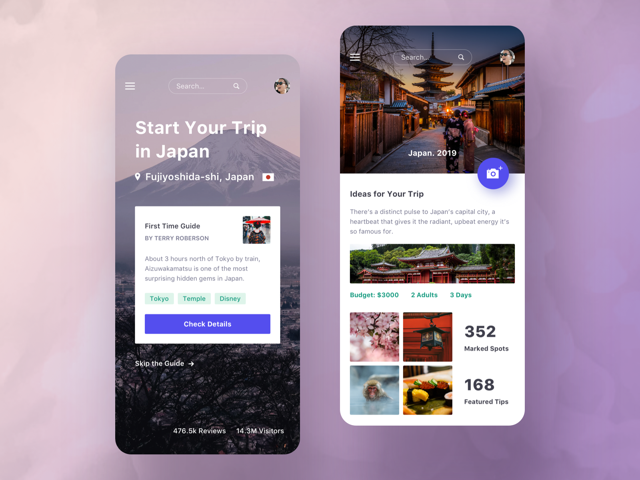 Search...
Start Your Trip
in Japan
Fujiyoshida-shi, Japan
First Time Guide
BY TERRY ROBERSON
About 3 hours north of Tokyo by train,
Aizuwakamatsu is one of the most
surprising hidden gems in Japan.
Tokyo Temple Disney
Check Details
Skip the Guide →
476.5k Reviews 14.3M Visitors
Search...
Japan. 2019
Ideas for Your Trip
There's a distinct pulse to Japan's capital city, a
heartbeat that gives it the radiant, upbeat energy it's
so famous for.
Budget: $3000 2 Adults 3 Days
352
Marked Spots
168
Featured Tips